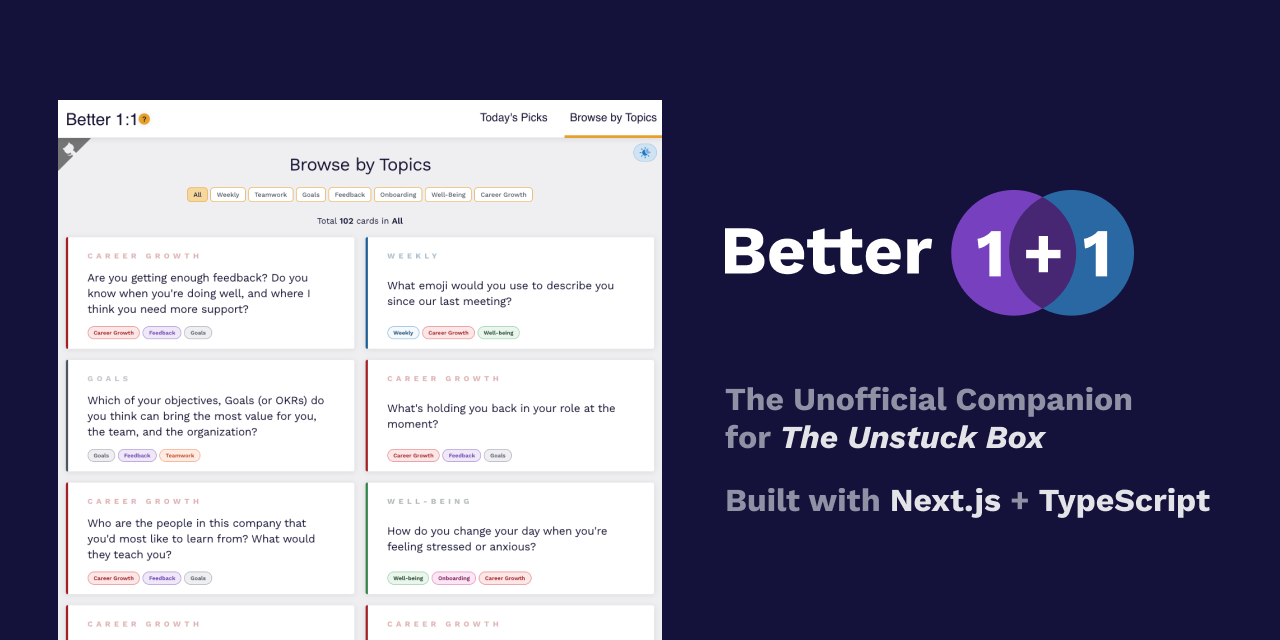 Better 1:1 ?
Today's Picks Browse by Topics
Browse by Topics
All Weekly Teamwork Goals Feedback Onboarding Well-Being Career Growth
Total 102 cards in All
CAREER GROWTH
Are you getting enough feedback? Do you
know when you're doing well, and where I
think you need more support?
Career Growth Feedback Goals
WEEKLY
What emoji would you use to describe you
since our last meeting?
Weekly Career Growth Well-being
GOALS
Which of your objectives, Goals (or OKRs) do
you think can bring the most value for you,
the team, and the organization?
Goals Feedback Teamwork
CAREER GROWTH
What's holding you back in your role at the
moment?
Career Growth Feedback Goals
CAREER GROWTH
Who are the people in this company that
you'd most like to learn from? What would
they teach you?
Career Growth Feedback Goals
WELL-BEING
How do you change your day when you're
feeling stressed or anxious?
Well-being Onboarding Career Growth
CAREER GROWTH
CAREER GROWTH
Better 1+1
The Unofficial Companion
for The Unstuck Box
Built with Next.js + TypeScript